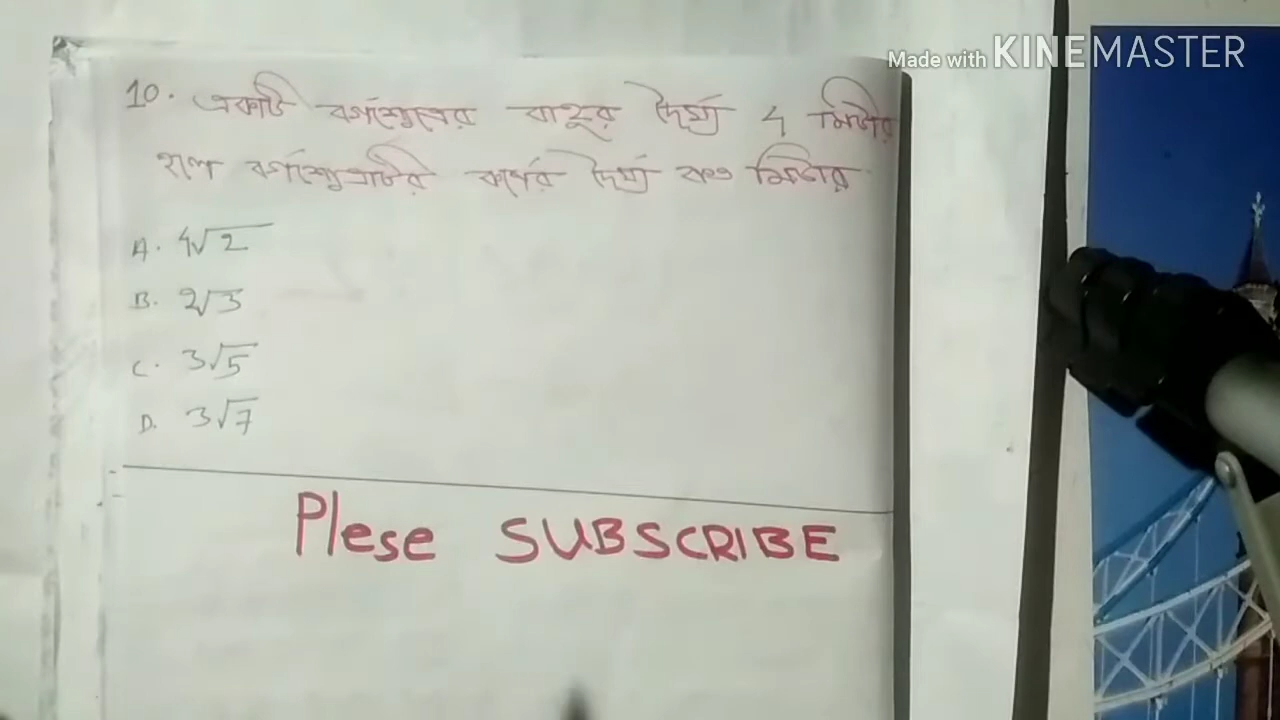 Made with KINEMASTER
10. একটি বর্গক্ষেত্রের বাহুর দৈর্ঘ্য 4 মিটার
হলে বর্গক্ষেত্রটির কর্ণের দৈর্ঘ্য কত মিটার
A. 4√2
B. 2√3
C. 3√5
D. 3√7
Plese SUBSCRIBE